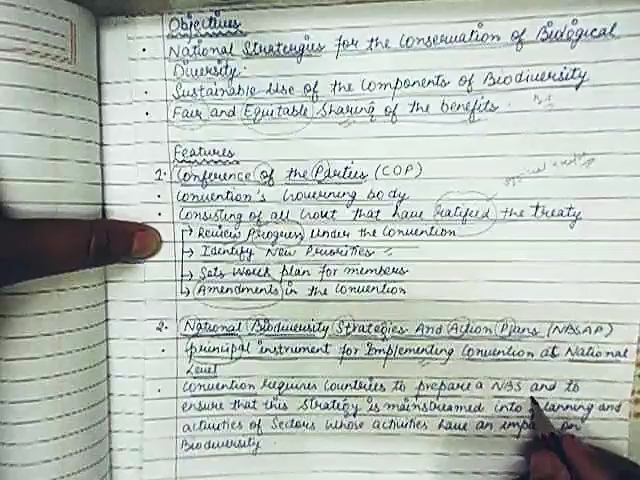 Objectives
• National Strategies for the Conservation of Biological
Diversity.
• Sustainable Use of the Components of Biodiversity
• Fair and Equitable Sharing of the benefits.
Features
1. Conference of the Parties (COP)
• Convention's Governing body
• Consisting of all Govt that have ratified the treaty
→ Review Progress under the Convention
→ Identify New Priorities
→ Sets Work plan for members
→ Amendments in the Convention
2. National Biodiversity Strategies And Action Plans (NBSAP)
• principal instrument for Implementing Convention at National
Level
• Convention requires Countries to prepare a NBS and to
ensure that this Strategy is mainstreamed into planning and
activities of Sectors whose activities have an on
Biodiversity.